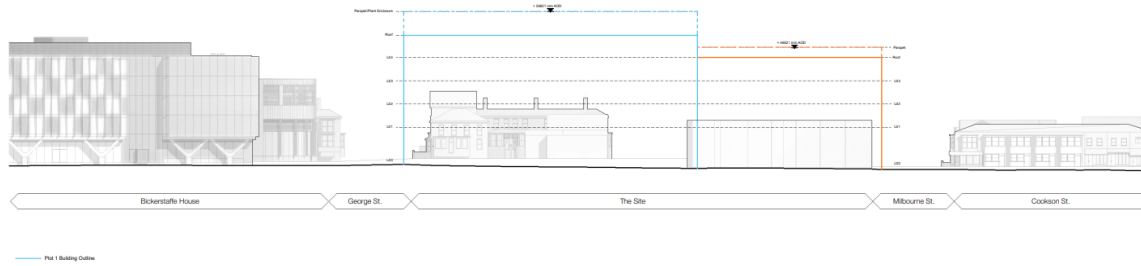 Parapet/Plant Enclosure
Roof
L04
L03
L02
L01
L00
Parapet
Roof
L03
L02
L01
L00
Bickerstaffe House
George St.
The Site
Milbourne St.
Cookson St.
Plot 1 Building Outline